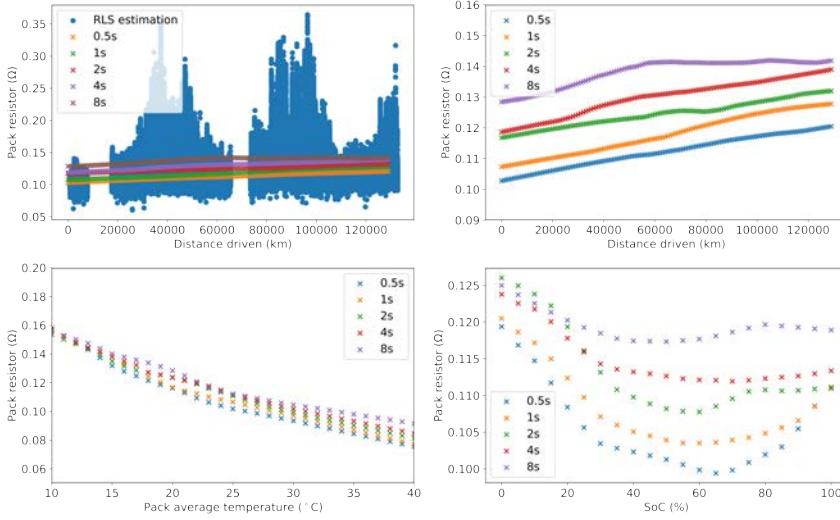 0.35
0.30
0.25
0.20
0.15
0.10
0.05
Pack resistor (Ω)
RLS estimation
0.5s
1s
2s
4s
8s
0 20000 40000 60000 80000 100000 120000
Distance driven (km)
0.16
0.15
0.14
0.13
0.12
0.11
0.10
0.09
Pack resistor (Ω)
0.5s
1s
2s
4s
8s
0 20000 40000 60000 80000 100000 120000
Distance driven (km)
0.20
0.18
0.16
0.14
0.12
0.10
0.08
0.06
Pack resistor (Ω)
0.5s
1s
2s
4s
8s
10 15 20 25 30 35 40
Pack average temperature (°C)
0.125
0.120
0.115
0.110
0.105
0.100
Pack resistor (Ω)
0.5s
1s
2s
4s
8s
0 20 40 60 80 100
SoC (%)